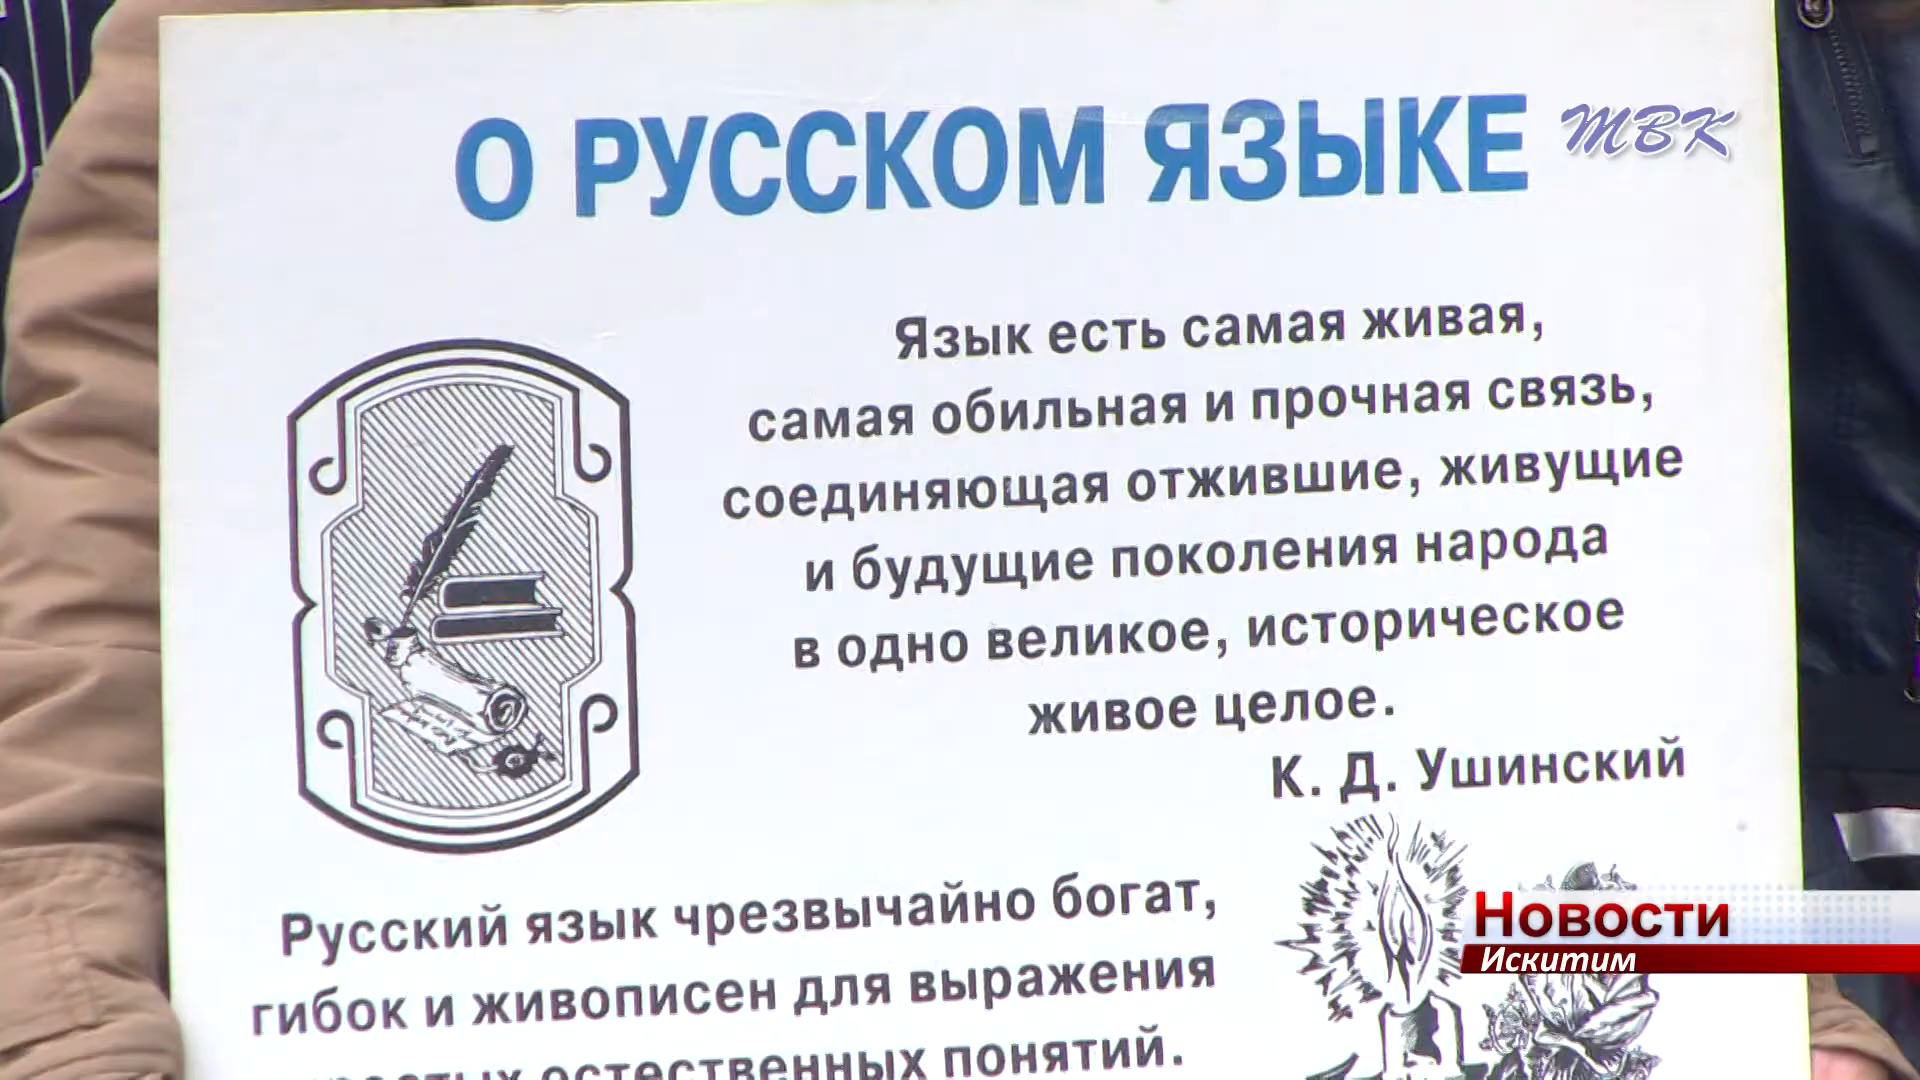 О РУССКОМ ЯЗЫКЕ
ТВК
Язык есть самая живая,
самая обильная и прочная связь,
соединяющая отжившие, живущие
и будущие поколения народа
в одно великое, историческое
живое целое.
К. Д. Ушинский
Русский язык чрезвычайно богат,
гибок и живописен для выражения
естественных понятий.
Новости
Искитим